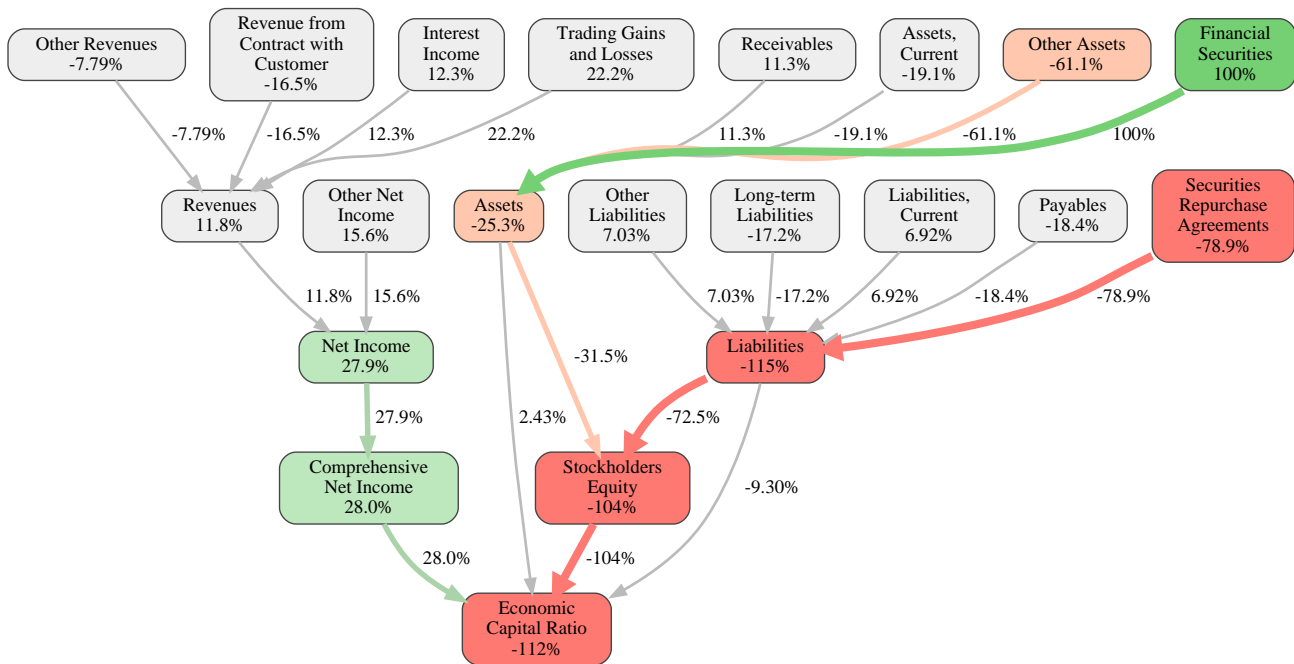 Other Revenues
-7.79%
Revenue from
Contract with
Customer
-16.5%
Interest
Income
12.3%
Trading Gains
and Losses
22.2%
Receivables
11.3%
Assets,
Current
-19.1%
Other Assets
-61.1%
Financial
Securities
100%
-7.79%
-16.5%
12.3%
22.2%
11.3%
-19.1%
-61.1%
100%
Revenues
11.8%
Other Net
Income
15.6%
Assets
-25.3%
Other
Liabilities
7.03%
Long-term
Liabilities
-17.2%
Liabilities,
Current
6.92%
Payables
-18.4%
Securities
Repurchase
Agreements
-78.9%
11.8%
15.6%
7.03%
-17.2%
6.92%
-18.4%
-78.9%
Net Income
27.9%
-31.5%
Liabilities
-115%
27.9%
2.43%
-72.5%
Comprehensive
Net Income
28.0%
Stockholders
Equity
-104%
-9.30%
28.0%
-104%
Economic
Capital Ratio
-112%